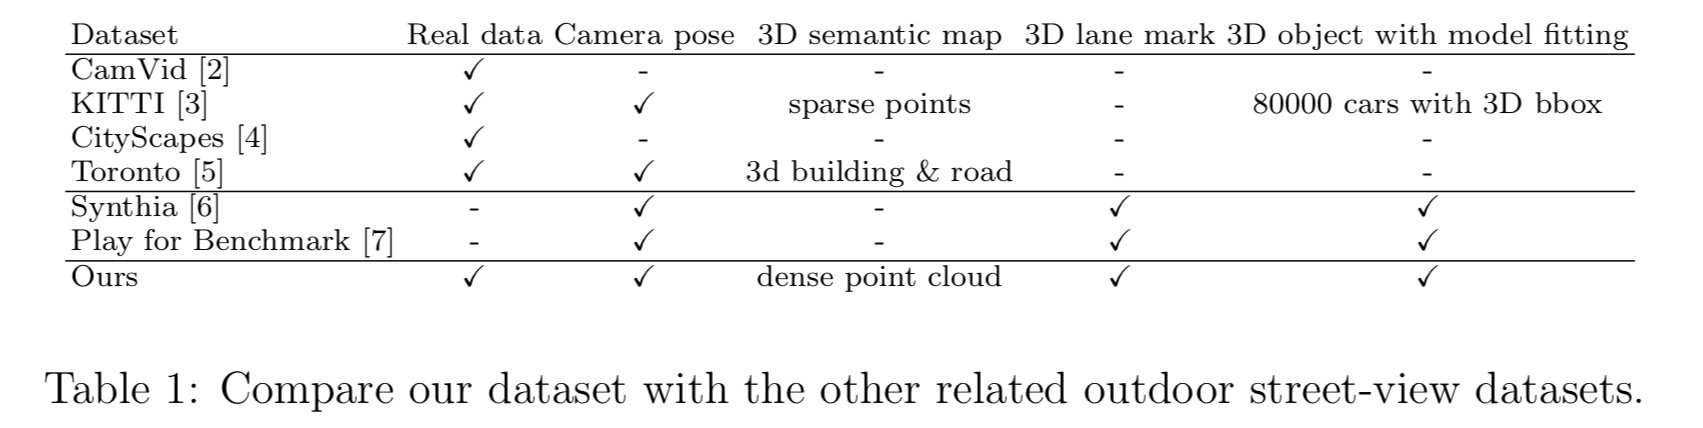 Dataset Real data Camera pose 3D semantic map 3D lane mark 3D object with model fitting
CamVid [2] ✓ - - - -
KITTI [3] ✓ ✓ sparse points - 80000 cars with 3D bbox
CityScapes [4] ✓ - - - -
Toronto [5] ✓ ✓ 3d building & road - -
Synthia [6] - ✓ - ✓ ✓
Play for Benchmark [7] - ✓ - ✓ ✓
Ours ✓ ✓ dense point cloud ✓ ✓
Table 1: Compare our dataset with the other related outdoor street-view datasets.